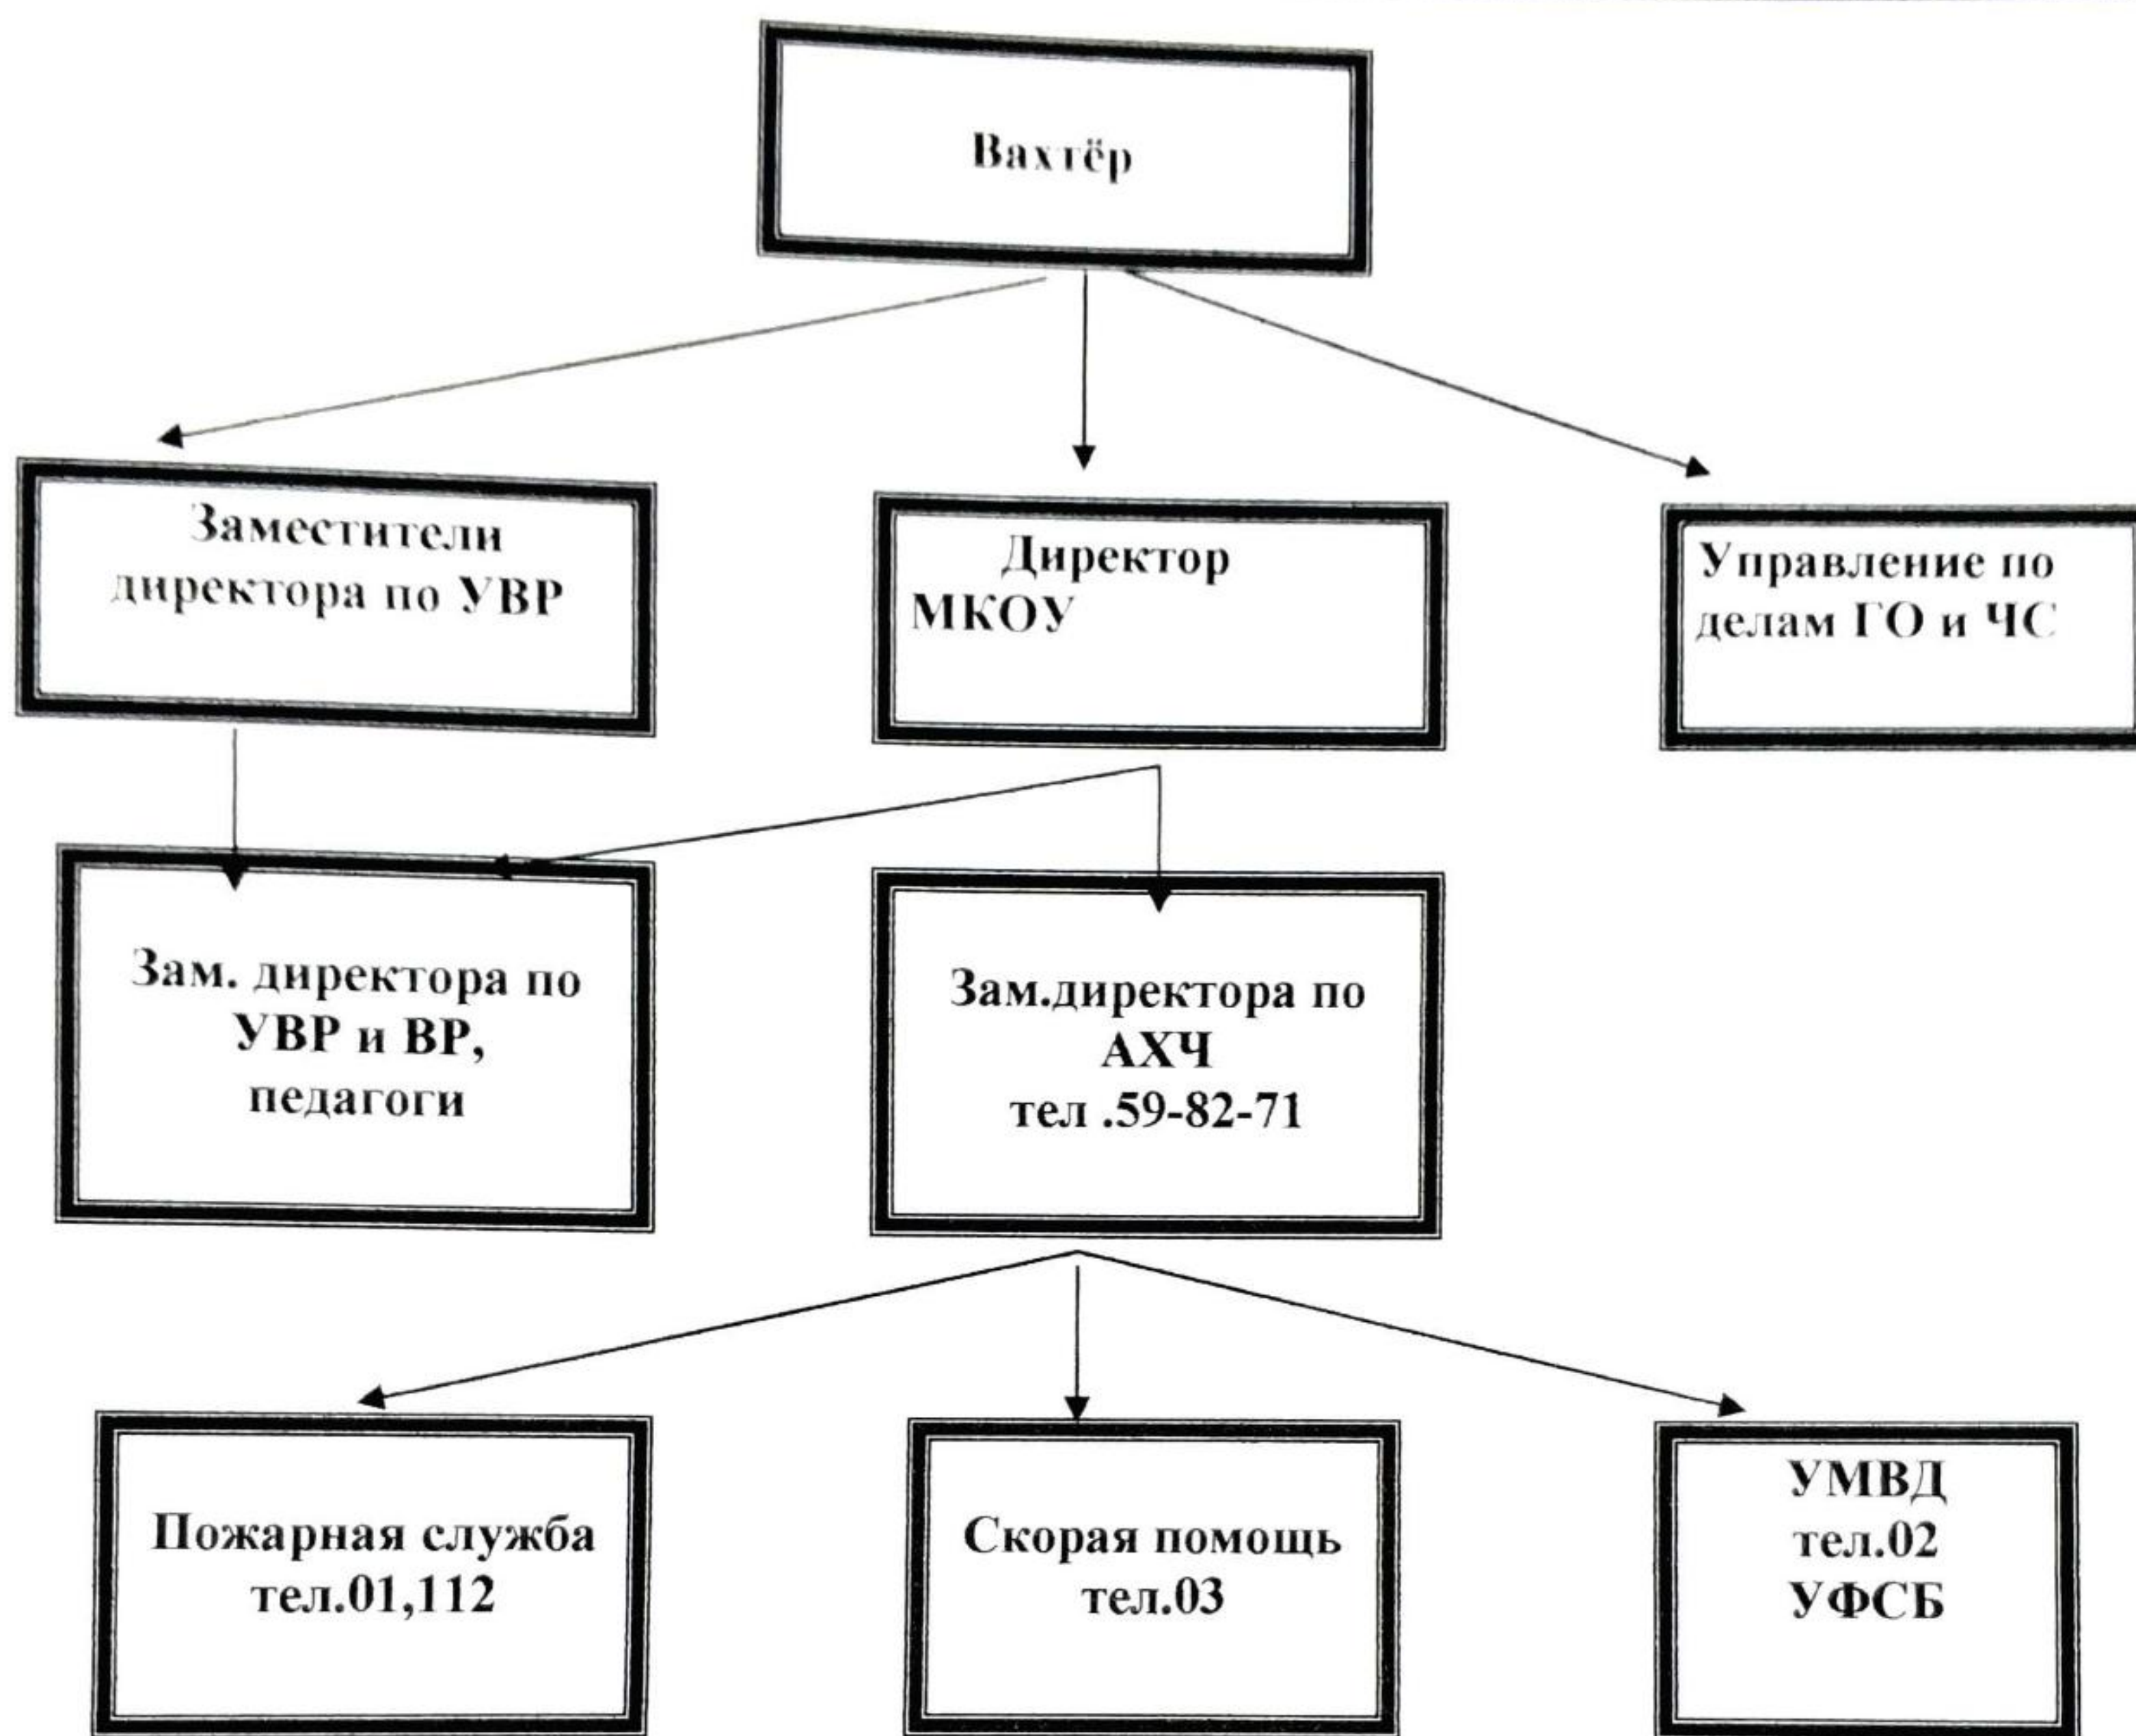 Вахтёр
Заместители
директора по УВР
Директор
МКОУ
Управление по
делам ГО и ЧС
Зам. директора по
УВР и ВР,
педагоги
Зам.директора по
АХЧ
тел .59-82-71
Пожарная служба
тел.01,112
Скорая помощь
тел.03
УМВД
тел.02
УФСБ